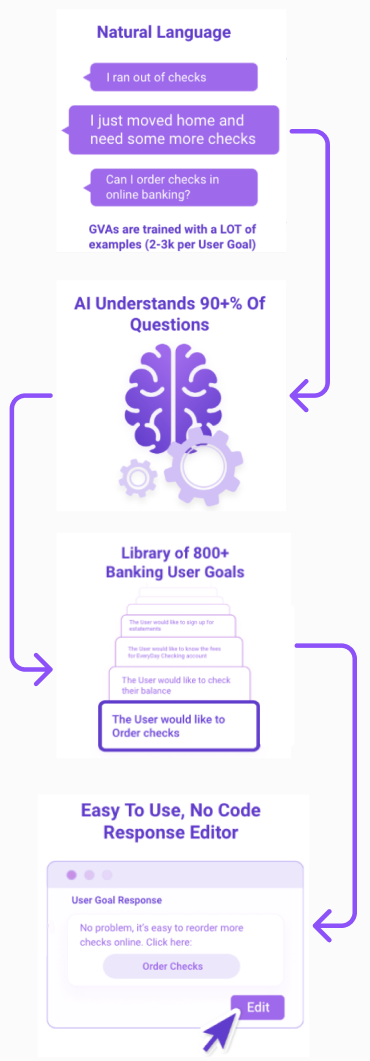 Natural Language
I ran out of checks
I just moved home and
need some more checks
Can I order checks in
online banking?
GVAs are trained with a LOT of
examples (2-3k per User Goal)
AI Understands 90+% Of
Questions
Library of 800+
Banking User Goals
The User would like to sign up for
estatements
The User would like to know the fees
for EveryDay Checking account
The User would like to check
their balance
The User would like to
Order checks
Easy To Use, No Code
Response Editor
User Goal Response
No problem, it's easy to reorder more
checks online. Click here:
Order Checks
Edit